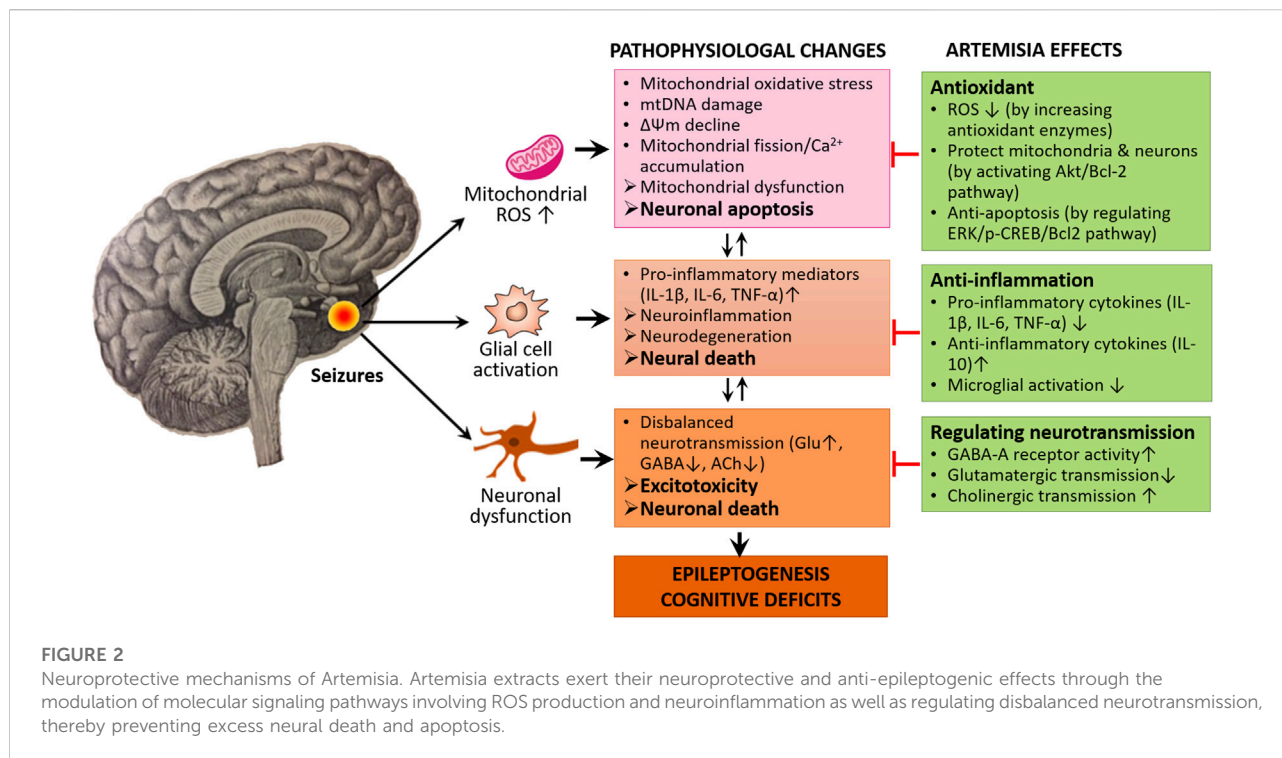 PATHOPHYSIOLOGAL CHANGES
ARTEMISIA EFFECTS
Seizures
Mitochondrial
ROS ↑
Glial cell
activation
Neuronal
dysfunction
• Mitochondrial oxidative stress
• mtDNA damage
• ΔΨm decline
• Mitochondrial fission/Ca²⁺
accumulation
➢ Mitochondrial dysfunction
➢ Neuronal apoptosis
• Pro-inflammatory mediators
(IL-1β, IL-6, TNF-α)↑
➢ Neuroinflammation
➢ Neurodegeneration
➢ Neural death
• Disbalanced
neurotransmission (Glu↑,
GABA↓, ACh↓)
➢ Excitotoxicity
➢ Neuronal death
EPILEPTOGENESIS
COGNITIVE DEFICITS
Antioxidant
• ROS ↓ (by increasing
antioxidant enzymes)
• Protect mitochondria & neurons
(by activating Akt/Bcl-2
pathway)
• Anti-apoptosis (by regulating
ERK/p-CREB/Bcl2 pathway)
Anti-inflammation
• Pro-inflammatory cytokines (IL-
1β, IL-6, TNF-α) ↓
• Anti-inflammatory cytokines (IL-
10)↑
• Microglial activation ↓
Regulating neurotransmission
• GABA-A receptor activity↑
• Glutamatergic transmission↓
• Cholinergic transmission ↑
FIGURE 2
Neuroprotective mechanisms of Artemisia. Artemisia extracts exert their neuroprotective and anti-epileptogenic effects through the
modulation of molecular signaling pathways involving ROS production and neuroinflammation as well as regulating disbalanced neurotransmission,
thereby preventing excess neural death and apoptosis.